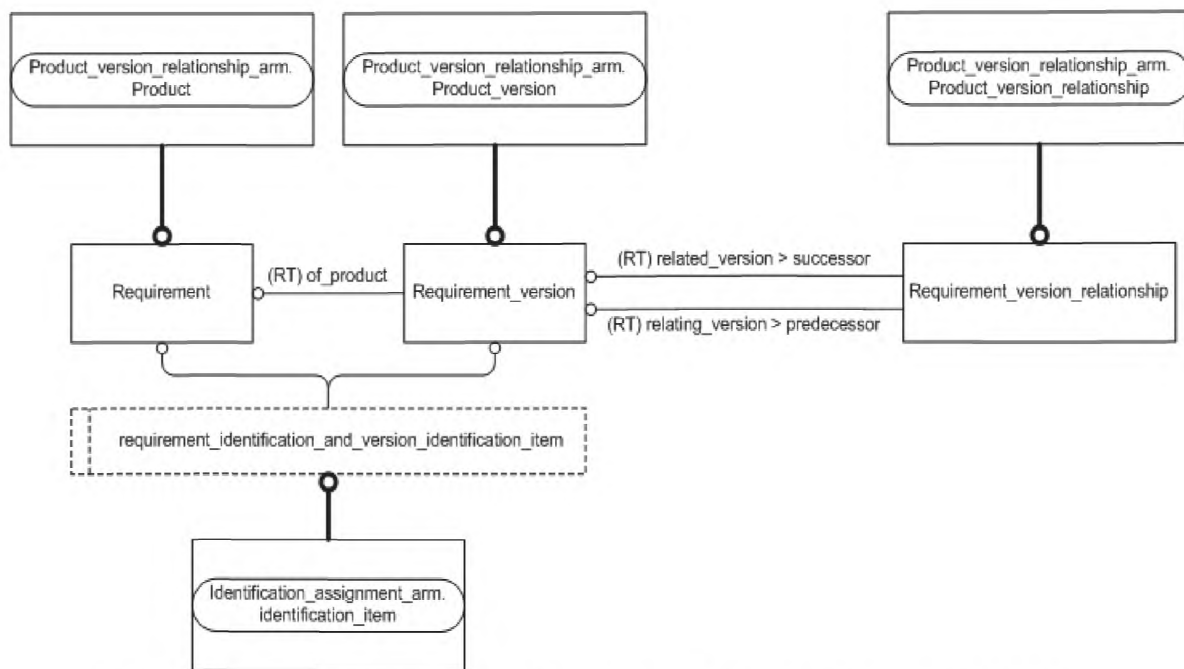 Product_version_relationship_arm.
Product
Product_version_relationship_arm.
Product_version
Product_version_relationship_arm.
Product_version_relationship
Requirement
(RT) of_product
Requirement_version
(RT) related_version > successor
(RT) relating_version > predecessor
Requirement_version_relationship
requirement_identification_and_version_identification_item
Identification_assignment_arm.
identification_item